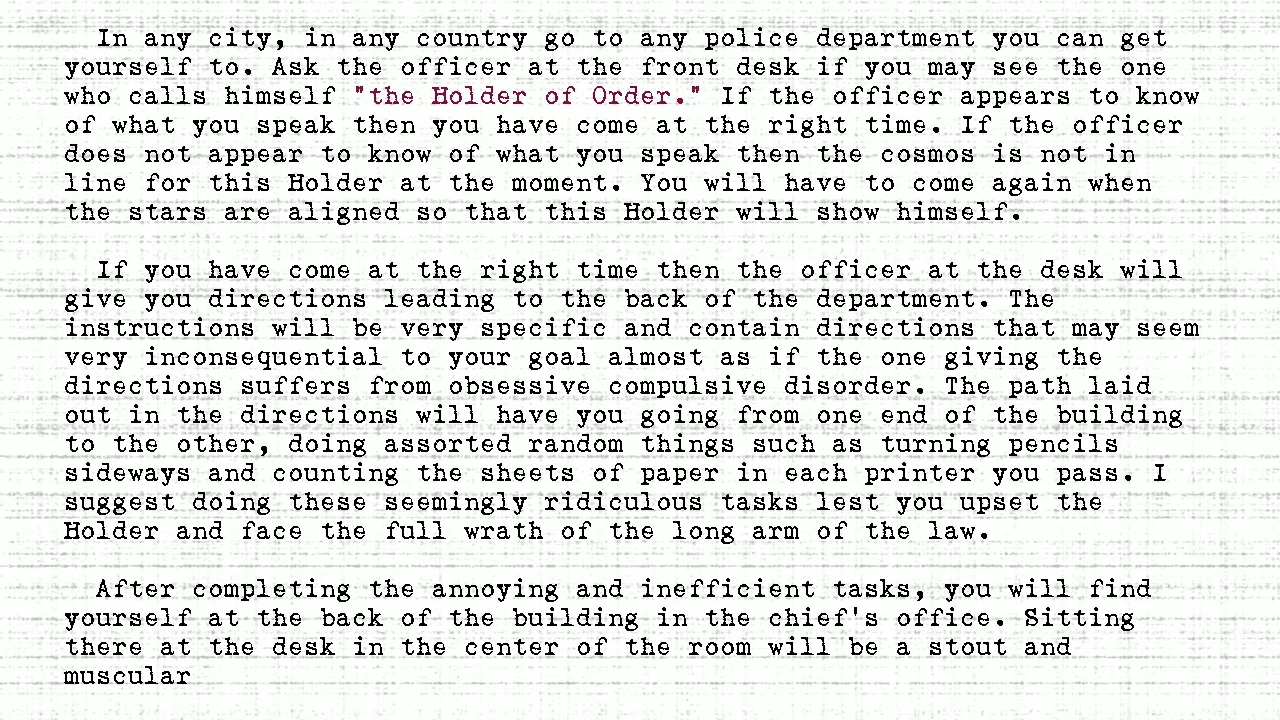 In any city, in any country go to any police department you can get
yourself to. Ask the officer at the front desk if you may see the one
who calls himself "the Holder of Order." If the officer appears to know
of what you speak then you have come at the right time. If the officer
does not appear to know of what you speak then the cosmos is not in
line for this Holder at the moment. You will have to come again when
the stars are aligned so that this Holder will show himself.
If you have come at the right time then the officer at the desk will
give you directions leading to the back of the department. The
instructions will be very specific and contain directions that may seem
very inconsequential to your goal almost as if the one giving the
directions suffers from obsessive compulsive disorder. The path laid
out in the directions will have you going from one end of the building
to the other, doing assorted random things such as turning pencils
sideways and counting the sheets of paper in each printer you pass. I
suggest doing these seemingly ridiculous tasks lest you upset the
Holder and face the full wrath of the long arm of the law.
After completing the annoying and inefficient tasks, you will find
yourself at the back of the building in the chief's office. Sitting
there at the desk in the center of the room will be a stout and
muscular